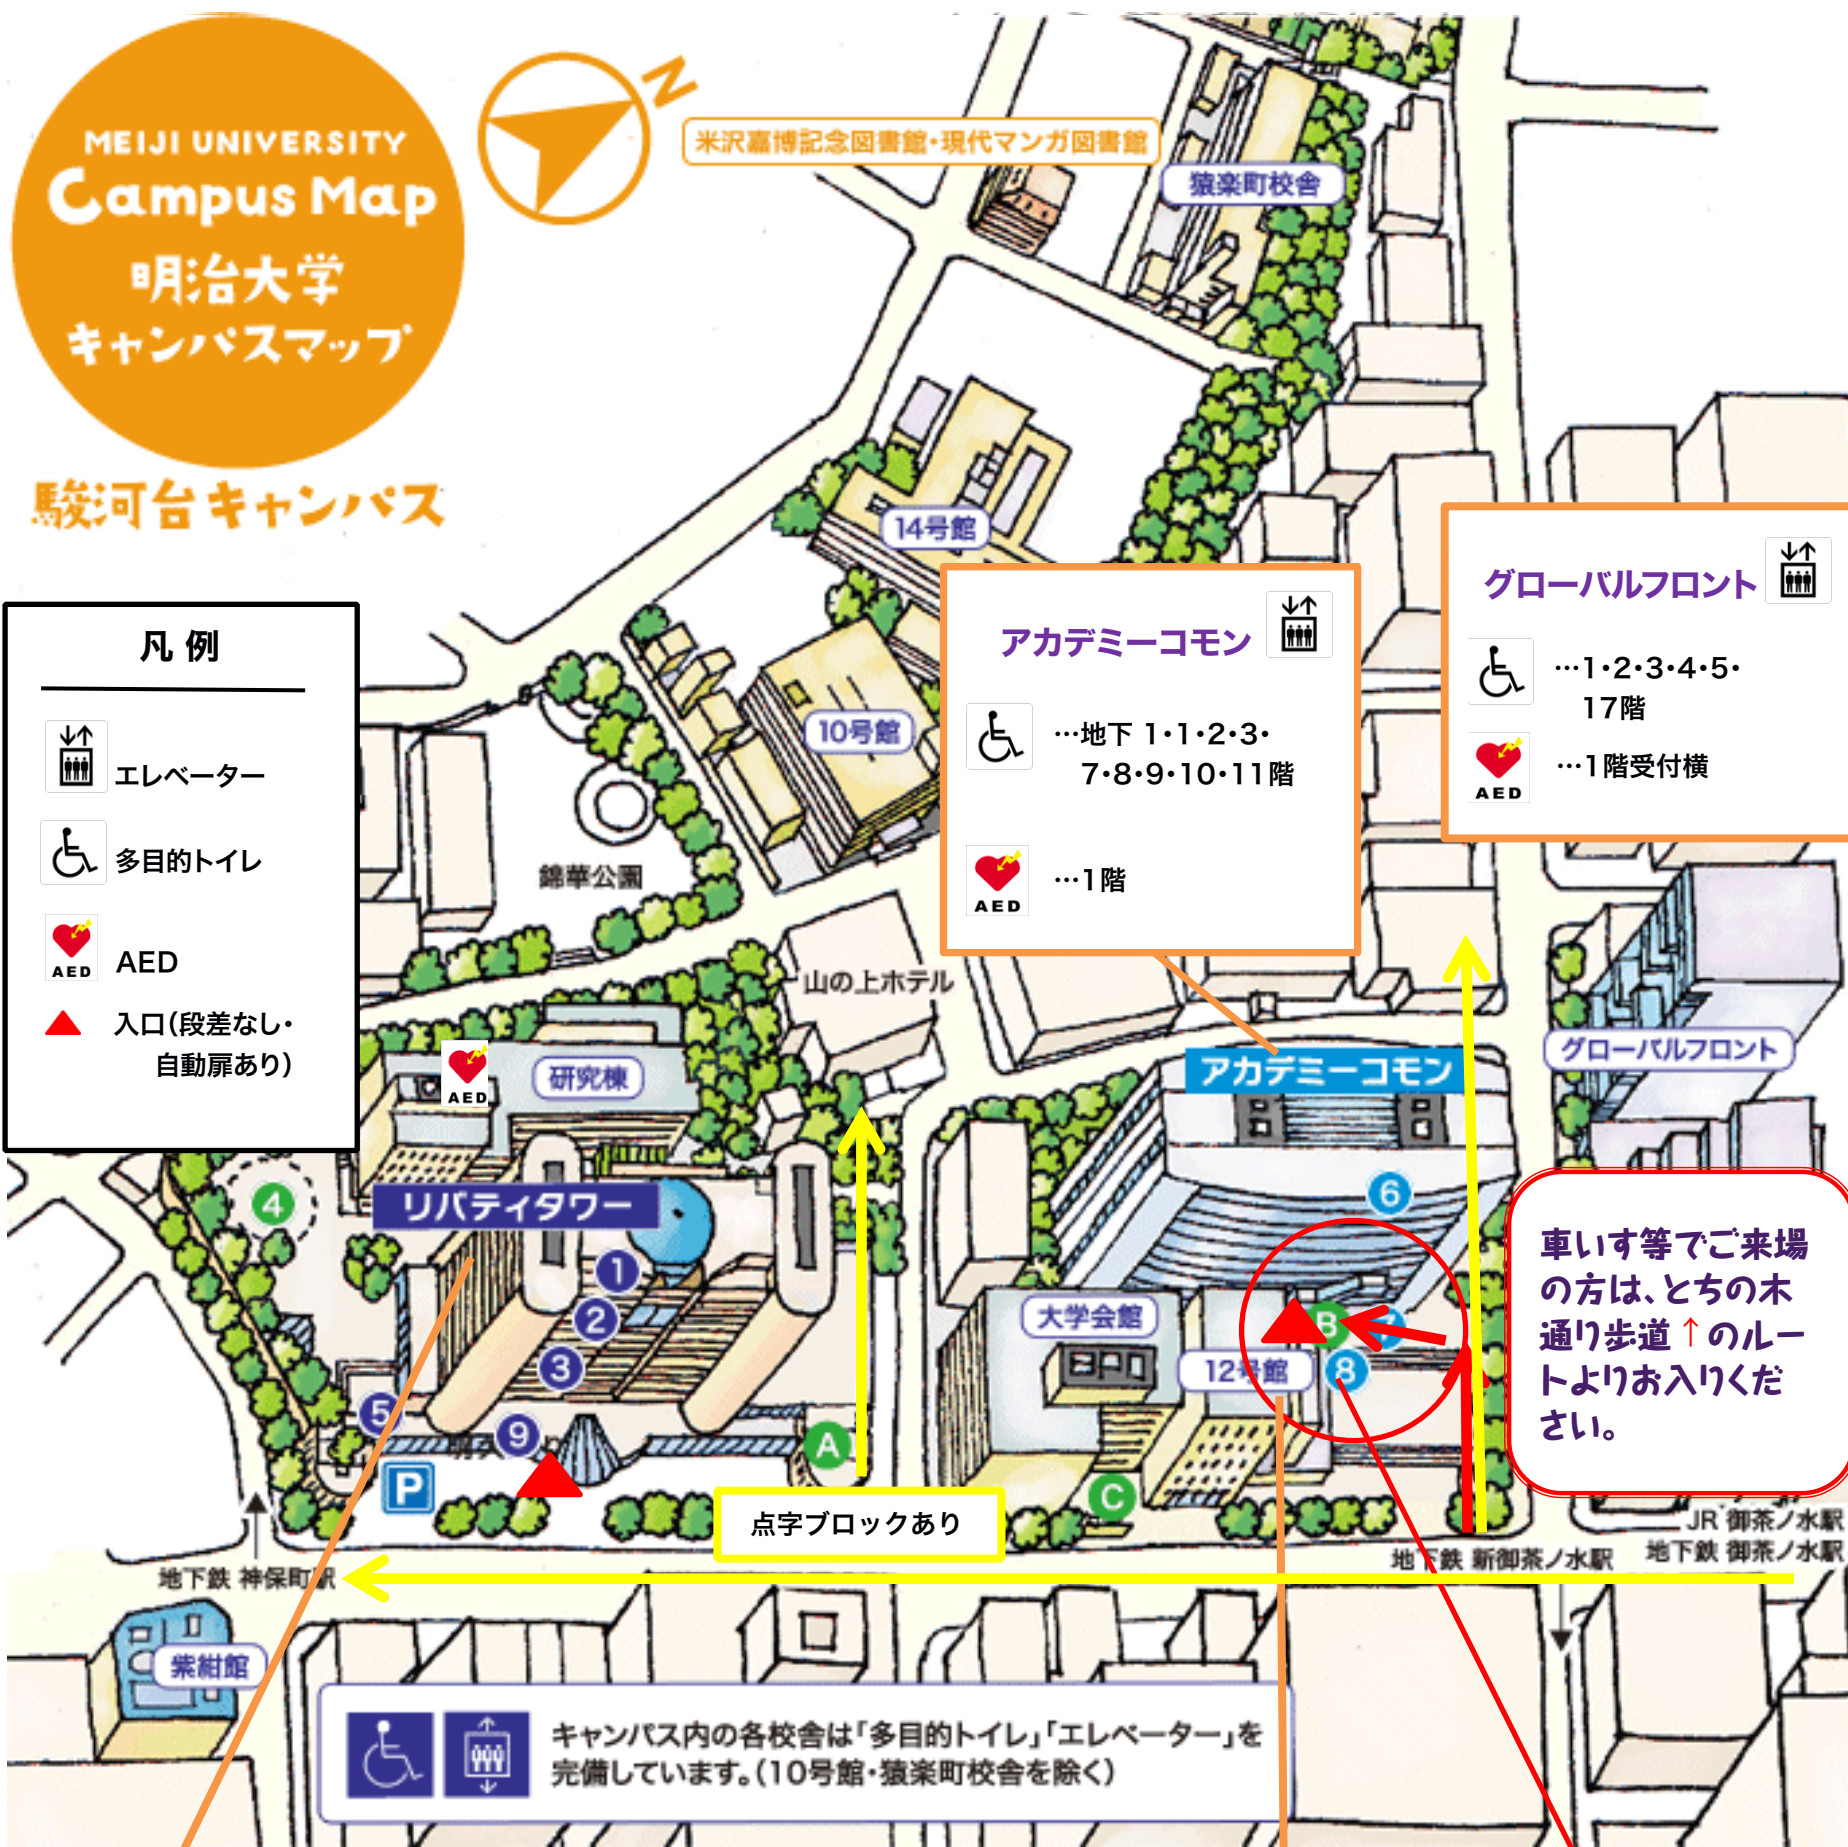 MEIJI UNIVERSITY
Campus Map
明治大学
キャンパスマップ
駿河台キャンパス
N
米沢嘉博記念図書館・現代マンガ図書館
猿楽町校舎
14号館
10号館
凡 例
エレベーター
多目的トイレ
AED
AED
入口(段差なし・
自動扉あり)
アカデミーコモン
…地下 1・1・2・3・
7・8・9・10・11階
AED
…1階
グローバルフロント
…1・2・3・4・5・
17階
AED
…1階受付横
錦華公園
山の上ホテル
AED
研究棟
アカデミーコモン
グローバルフロント
4
リバティタワー
1
2
3
5
9
P
A
6
大学会館
12号館
B
7
8
C
車いす等でご来場
の方は、とちの木
通り歩道↑のルー
トよりお入りくだ
さい。
点字ブロックあり
JR 御茶ノ水駅
地下鉄 新御茶ノ水駅
地下鉄 御茶ノ水駅
地下鉄 神保町駅
紫紺館
キャンパス内の各校舎は「多目的トイレ」「エレベーター」を
完備しています。(10号館・猿楽町校舎を除く)